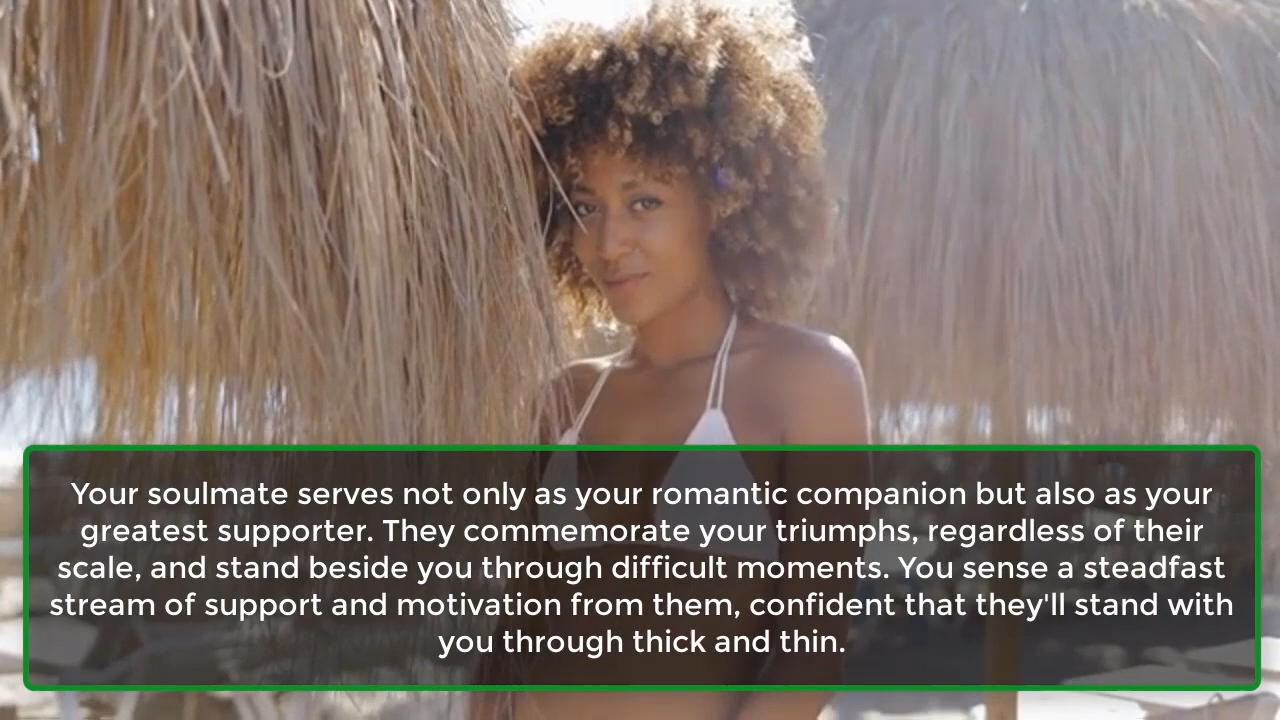 Your soulmate serves not only as your romantic companion but also as your
greatest supporter. They commemorate your triumphs, regardless of their
scale, and stand beside you through difficult moments. You sense a steadfast
stream of support and motivation from them, confident that they'll stand with
you through thick and thin.